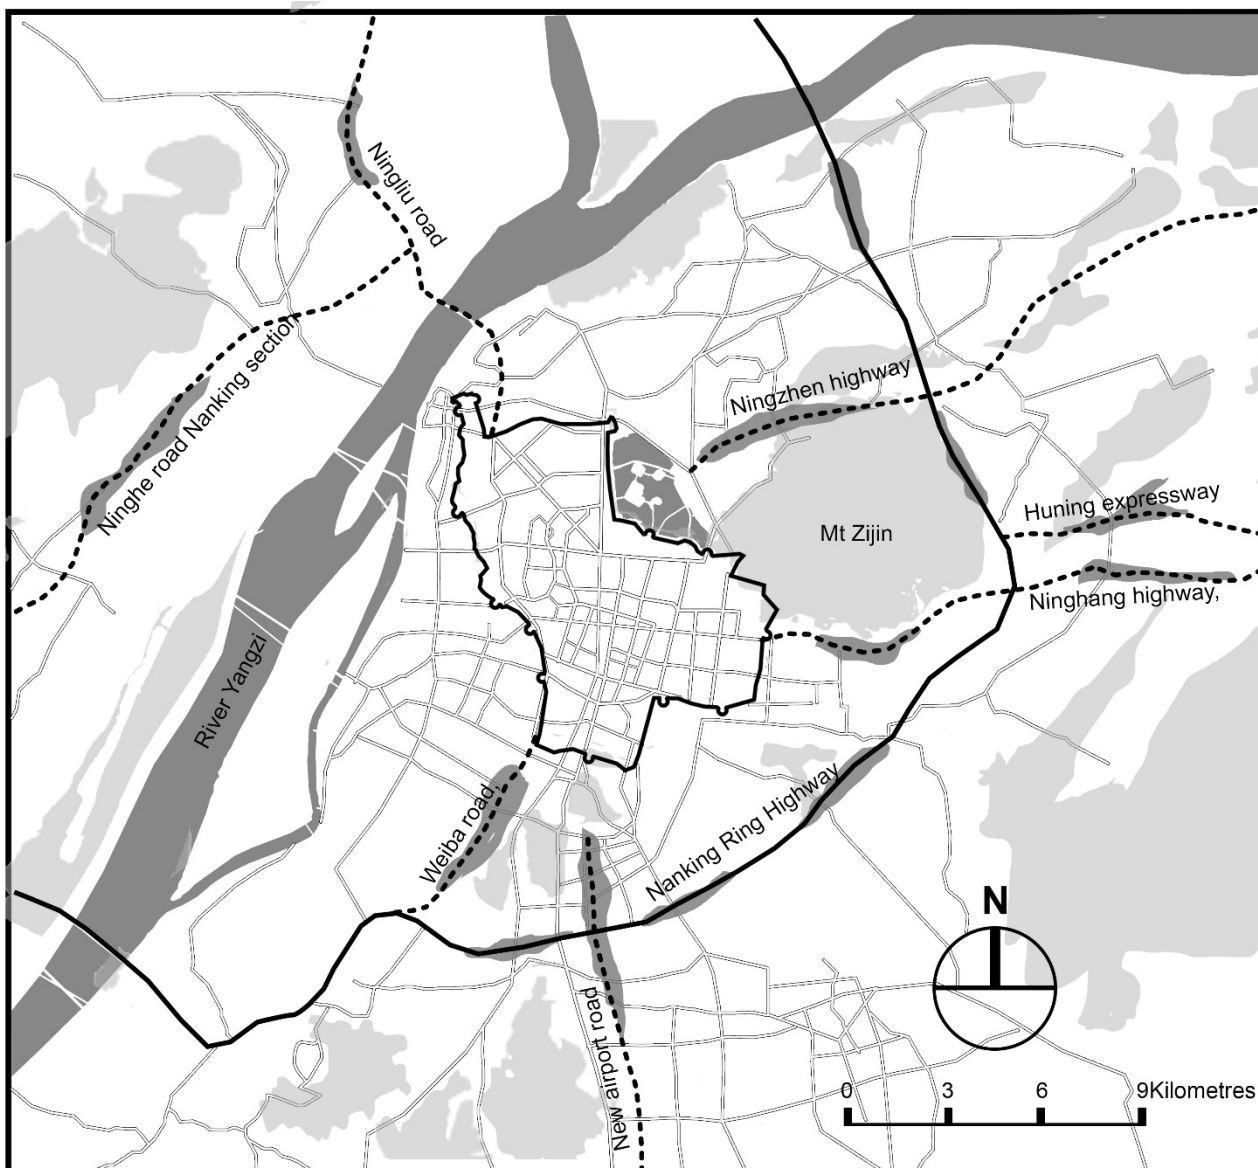 Ningliu road
Ninghe road Nanking section
Ningzhen highway
Huning expressway
Mt Zijin
Ninghang highway,
River Yangzi
Weiba road,
Nanking Ring Highway
N
New airport road
0 3 6 9Kilometres